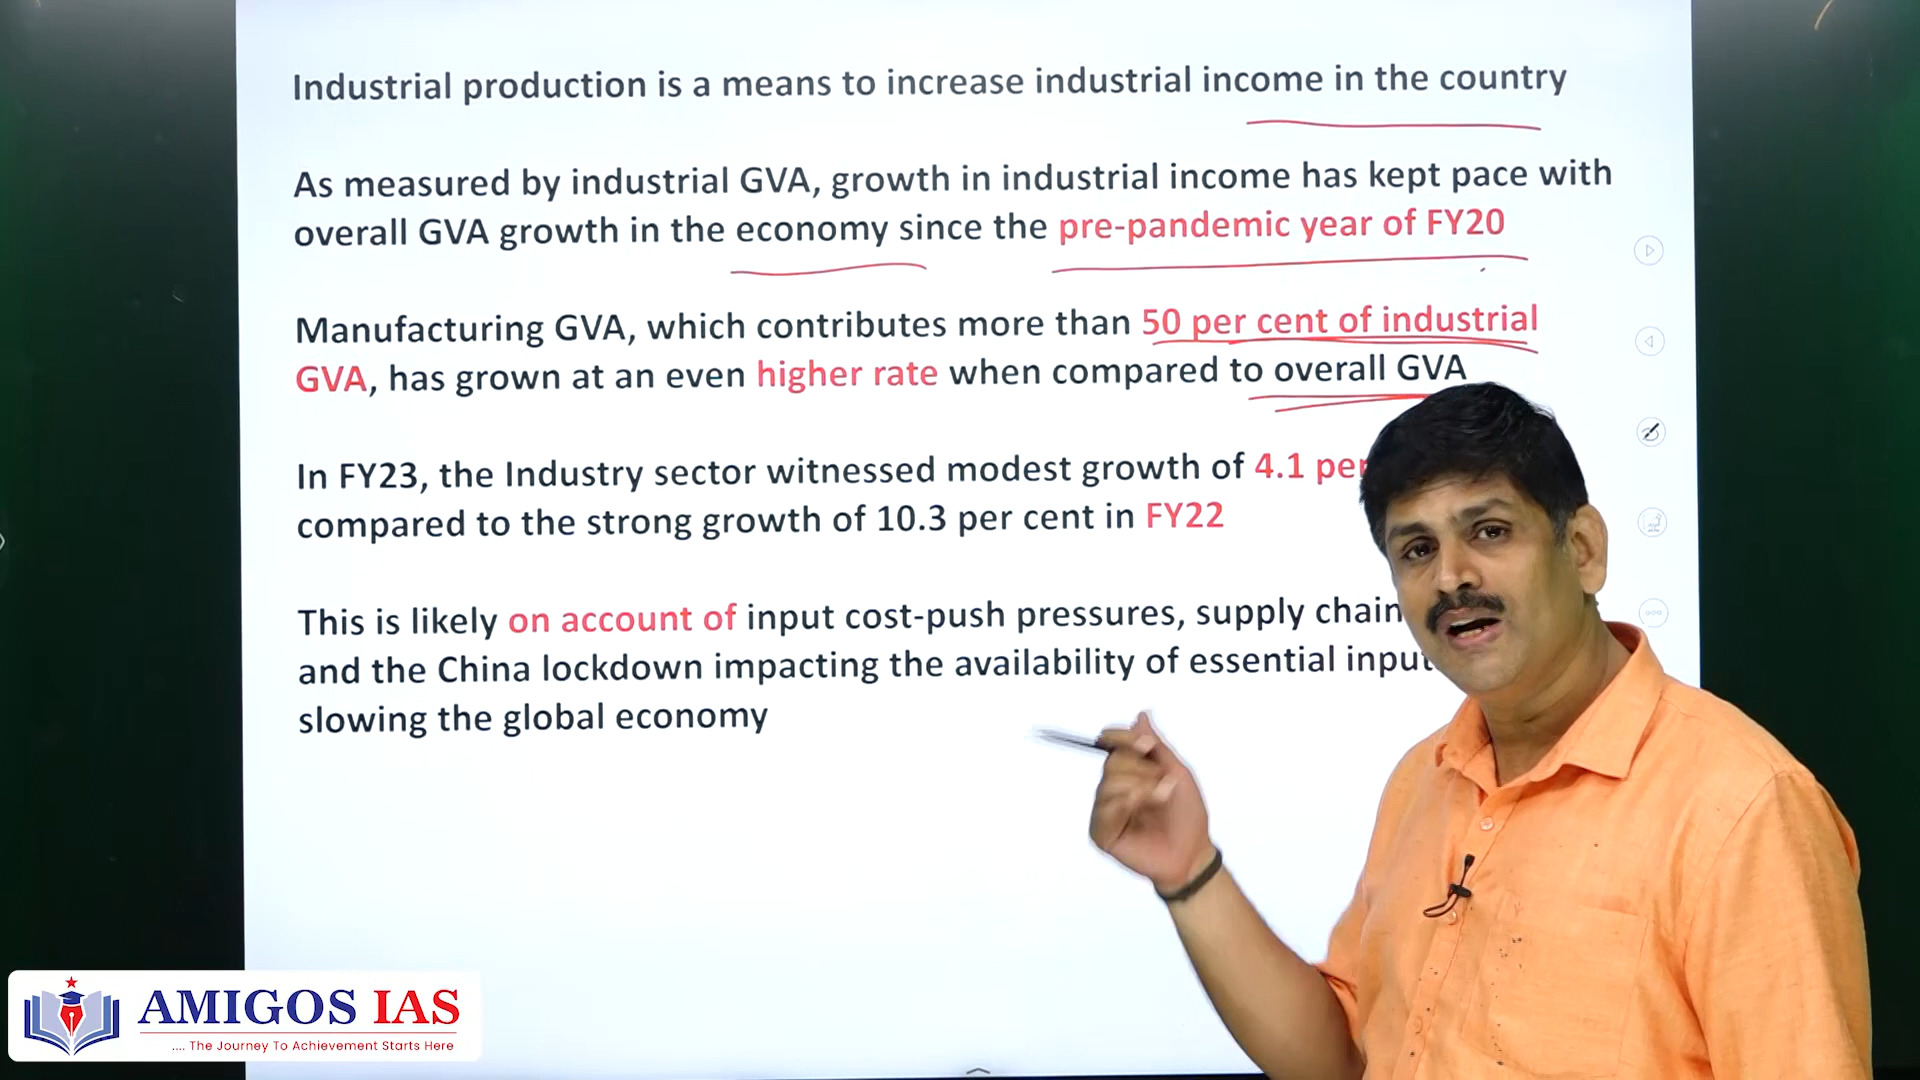 Industrial production is a means to increase industrial income in the country
As measured by industrial GVA, growth in industrial income has kept pace with
overall GVA growth in the economy since the pre-pandemic year of FY20
Manufacturing GVA, which contributes more than 50 per cent of industrial
GVA, has grown at an even higher rate when compared to overall GVA
In FY23, the Industry sector witnessed modest growth of 4.1 per
compared to the strong growth of 10.3 per cent in FY22
This is likely on account of input cost-push pressures, supply chain
and the China lockdown impacting the availability of essential input
slowing the global economy
AMIGOS IAS
.... The Journey To Achievement Starts Here